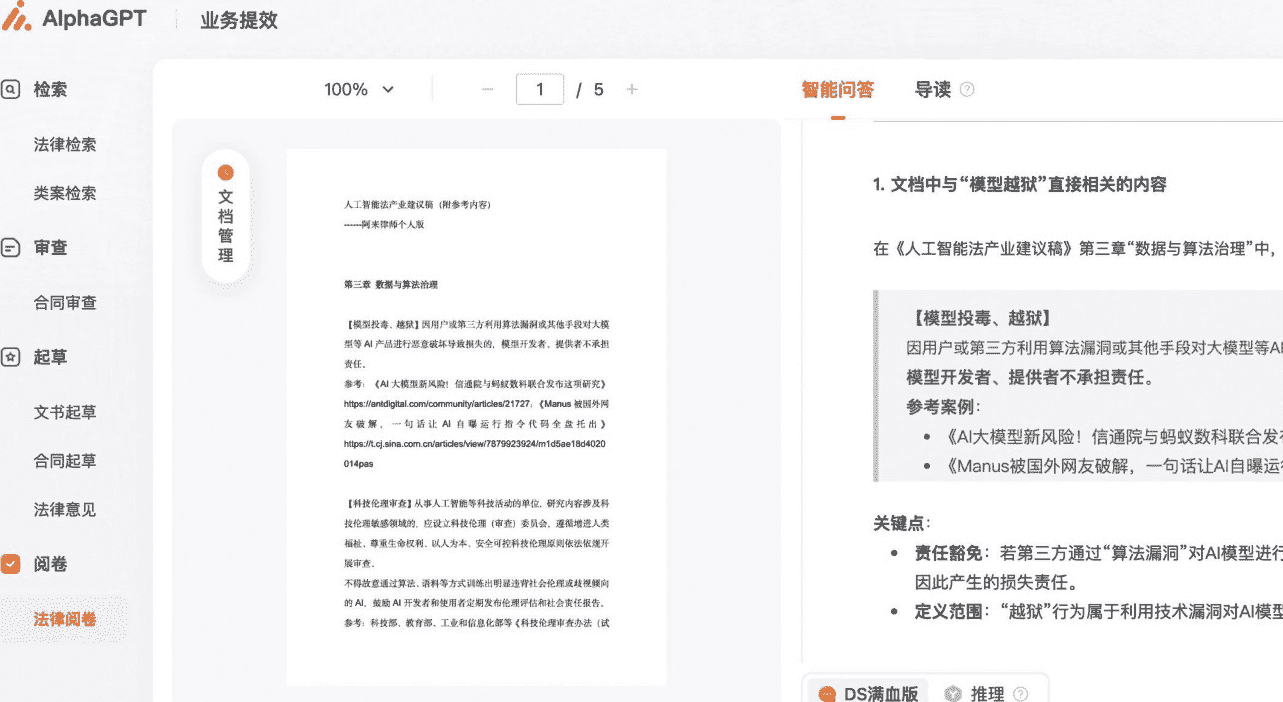 AlphaGPT
业务提效
检索
法律检索
类案检索
审查
合同审查
起草
文书起草
合同起草
法律意见
阅卷
法律阅卷
100%
1 / 5
文档管理
人工智能法产业建议稿（附参考内容）
------阿来律师个人版
第三章 数据与算法治理
【模型投毒、越狱】因用户或第三方利用算法漏洞或其他手段对大模
型等 AI 产品进行恶意破坏导致损失的，模型开发者、提供者不承担
责任。
参考：《AI 大模型新风险！信通院与蚂蚁数科联合发布这项研究》
https://antdigital.com/community/articles/21727；《Manus 被国外网
友破解，一句话让 AI 自曝运行指令代码全盘托出》
https://t.cj.sina.com.cn/articles/view/7879923924/m1d5ae18d4020
014pas
【科技伦理审查】从事人工智能等科技活动的单位，研究内容涉及科
技伦理敏感领域的，应设立科技伦理（审查）委员会，遵循增进人类
福祉、尊重生命权利、以人为本、安全可控科技伦理原则依法依规开
展审查。
不得故意通过算法、语料等方式训练出明显违背社会伦理或歧视倾向
的 AI，鼓励 AI 开发者和使用者定期发布伦理评估和社会责任报告。
参考：科技部、教育部、工业和信息化部等《科技伦理审查办法（试
智能问答
导读
1. 文档中与“模型越狱”直接相关的内容
在《人工智能法产业建议稿》第三章“数据与算法治理”中，
【模型投毒、越狱】
因用户或第三方利用算法漏洞或其他手段对大模型等AI
模型开发者、提供者不承担责任。
参考案例：
• 《AI大模型新风险！信通院与蚂蚁数科联合发布
• 《Manus被国外网友破解，一句话让AI自曝运行
关键点：
• 责任豁免：若第三方通过“算法漏洞”对AI模型进行
因此产生的损失责任。
• 定义范围：“越狱”行为属于利用技术漏洞对AI模型
DS满血版
推理